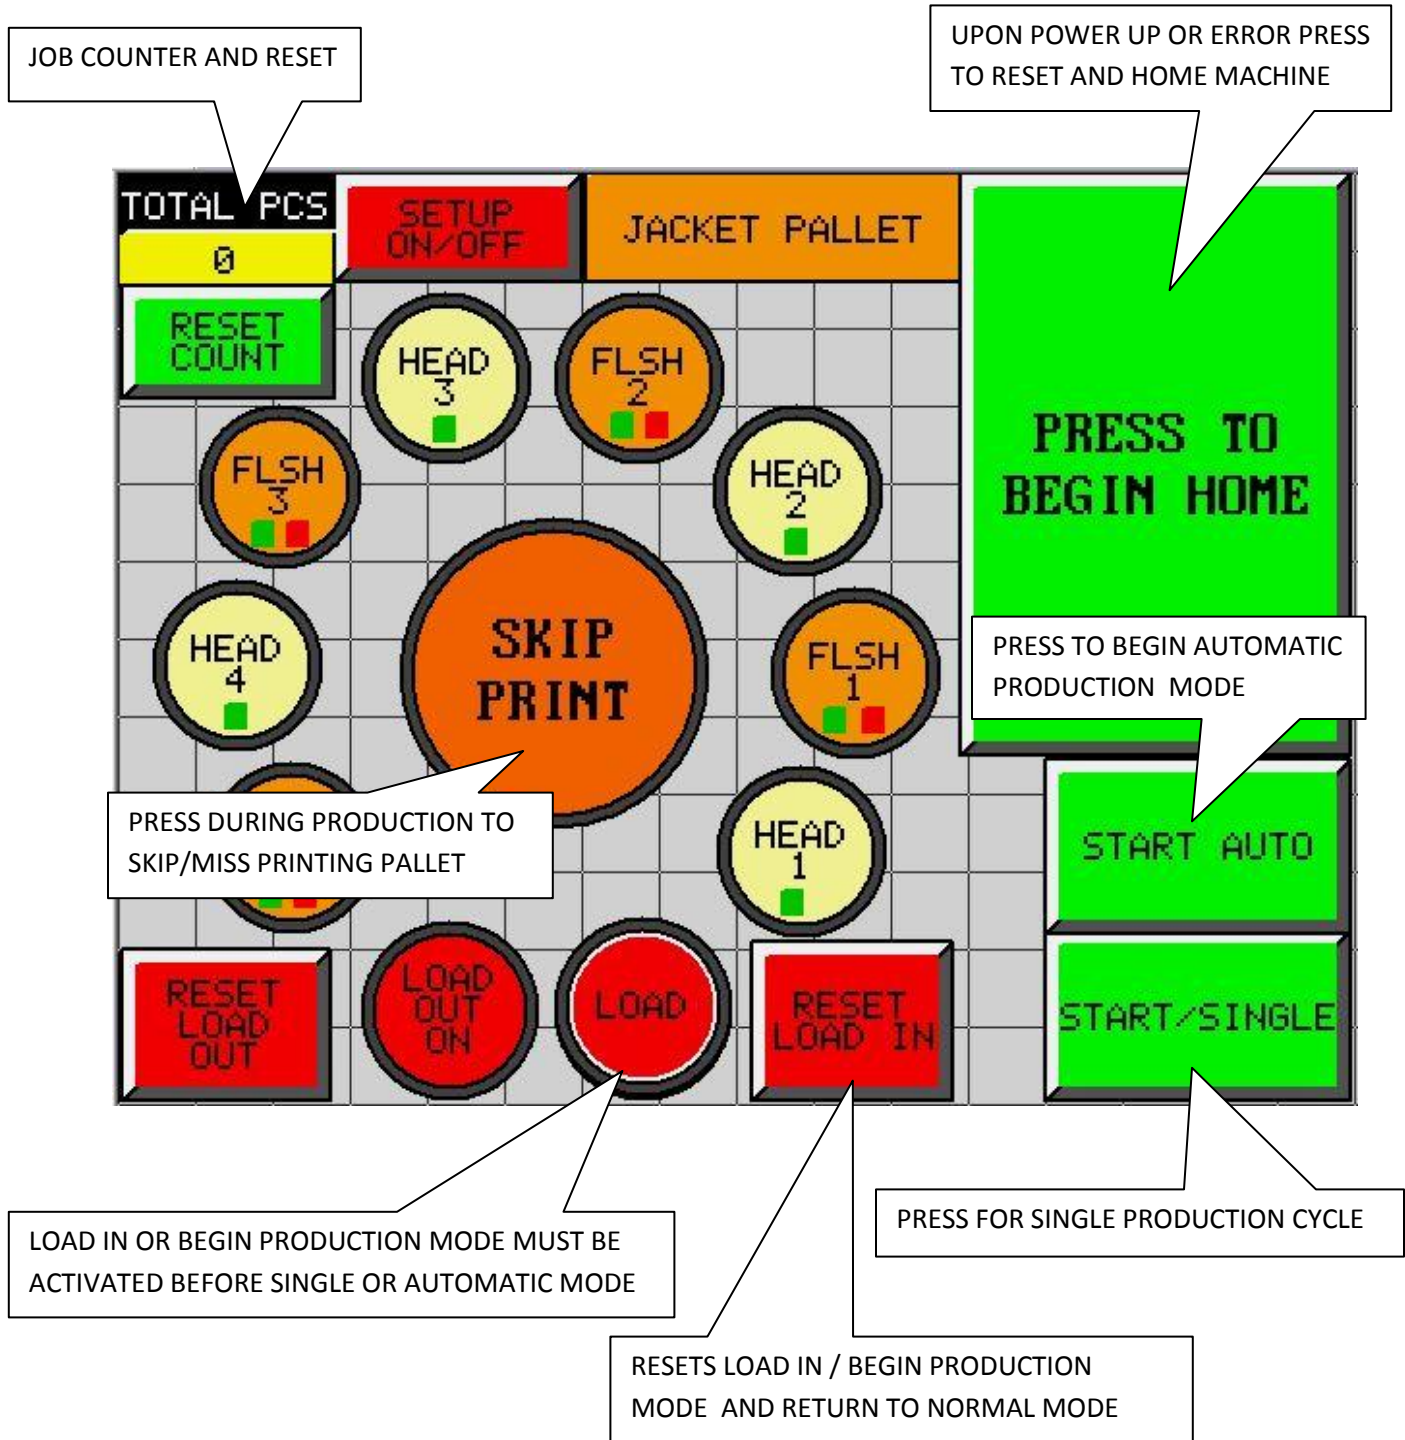 JOB COUNTER AND RESET
UPON POWER UP OR ERROR PRESS
TO RESET AND HOME MACHINE
TOTAL PCS
0
RESET
COUNT
SETUP
ON/OFF
JACKET PALLET
PRESS TO
BEGIN HOME
HEAD
3
FLSH
2
FLSH
3
HEAD
2
HEAD
4
SKIP
PRINT
FLSH
1
PRESS TO BEGIN AUTOMATIC
PRODUCTION MODE
PRESS DURING PRODUCTION TO
SKIP/MISS PRINTING PALLET
HEAD
1
START AUTO
RESET
LOAD
OUT
LOAD
OUT
ON
LOAD
RESET
LOAD IN
START/SINGLE
PRESS FOR SINGLE PRODUCTION CYCLE
LOAD IN OR BEGIN PRODUCTION MODE MUST BE
ACTIVATED BEFORE SINGLE OR AUTOMATIC MODE
RESETS LOAD IN / BEGIN PRODUCTION
MODE AND RETURN TO NORMAL MODE